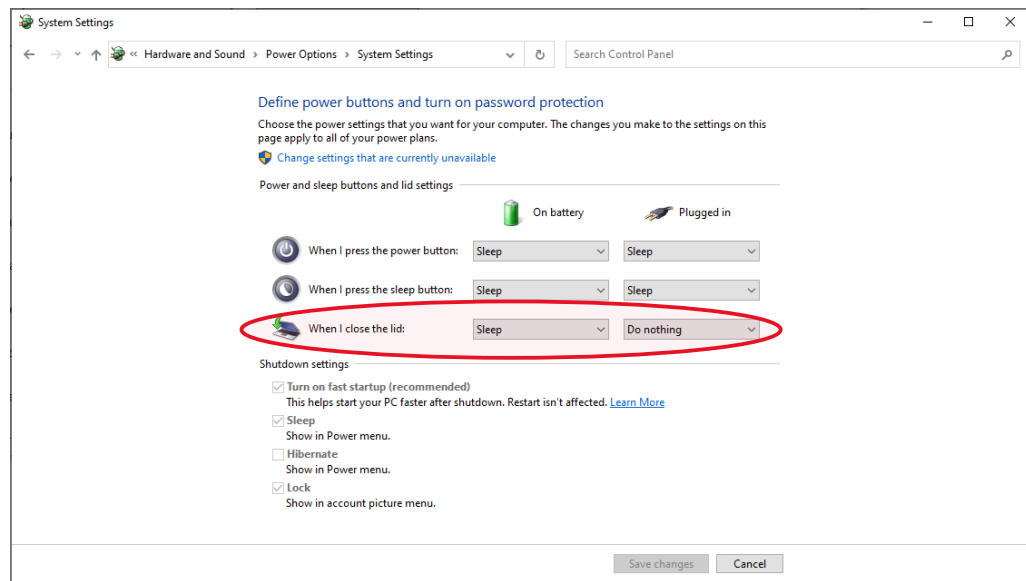 System Settings
« Hardware and Sound > Power Options > System Settings
Search Control Panel
Define power buttons and turn on password protection
Choose the power settings that you want for your computer. The changes you make to the settings on this
page apply to all of your power plans.
Change settings that are currently unavailable
Power and sleep buttons and lid settings
On battery
Plugged in
When I press the power button: Sleep Sleep
When I press the sleep button: Sleep Sleep
When I close the lid: Sleep Do nothing
Shutdown settings
Turn on fast startup (recommended)
This helps start your PC faster after shutdown. Restart isn't affected. Learn More
Sleep
Show in Power menu.
Hibernate
Show in Power menu.
Lock
Show in account picture menu.
Save changes Cancel